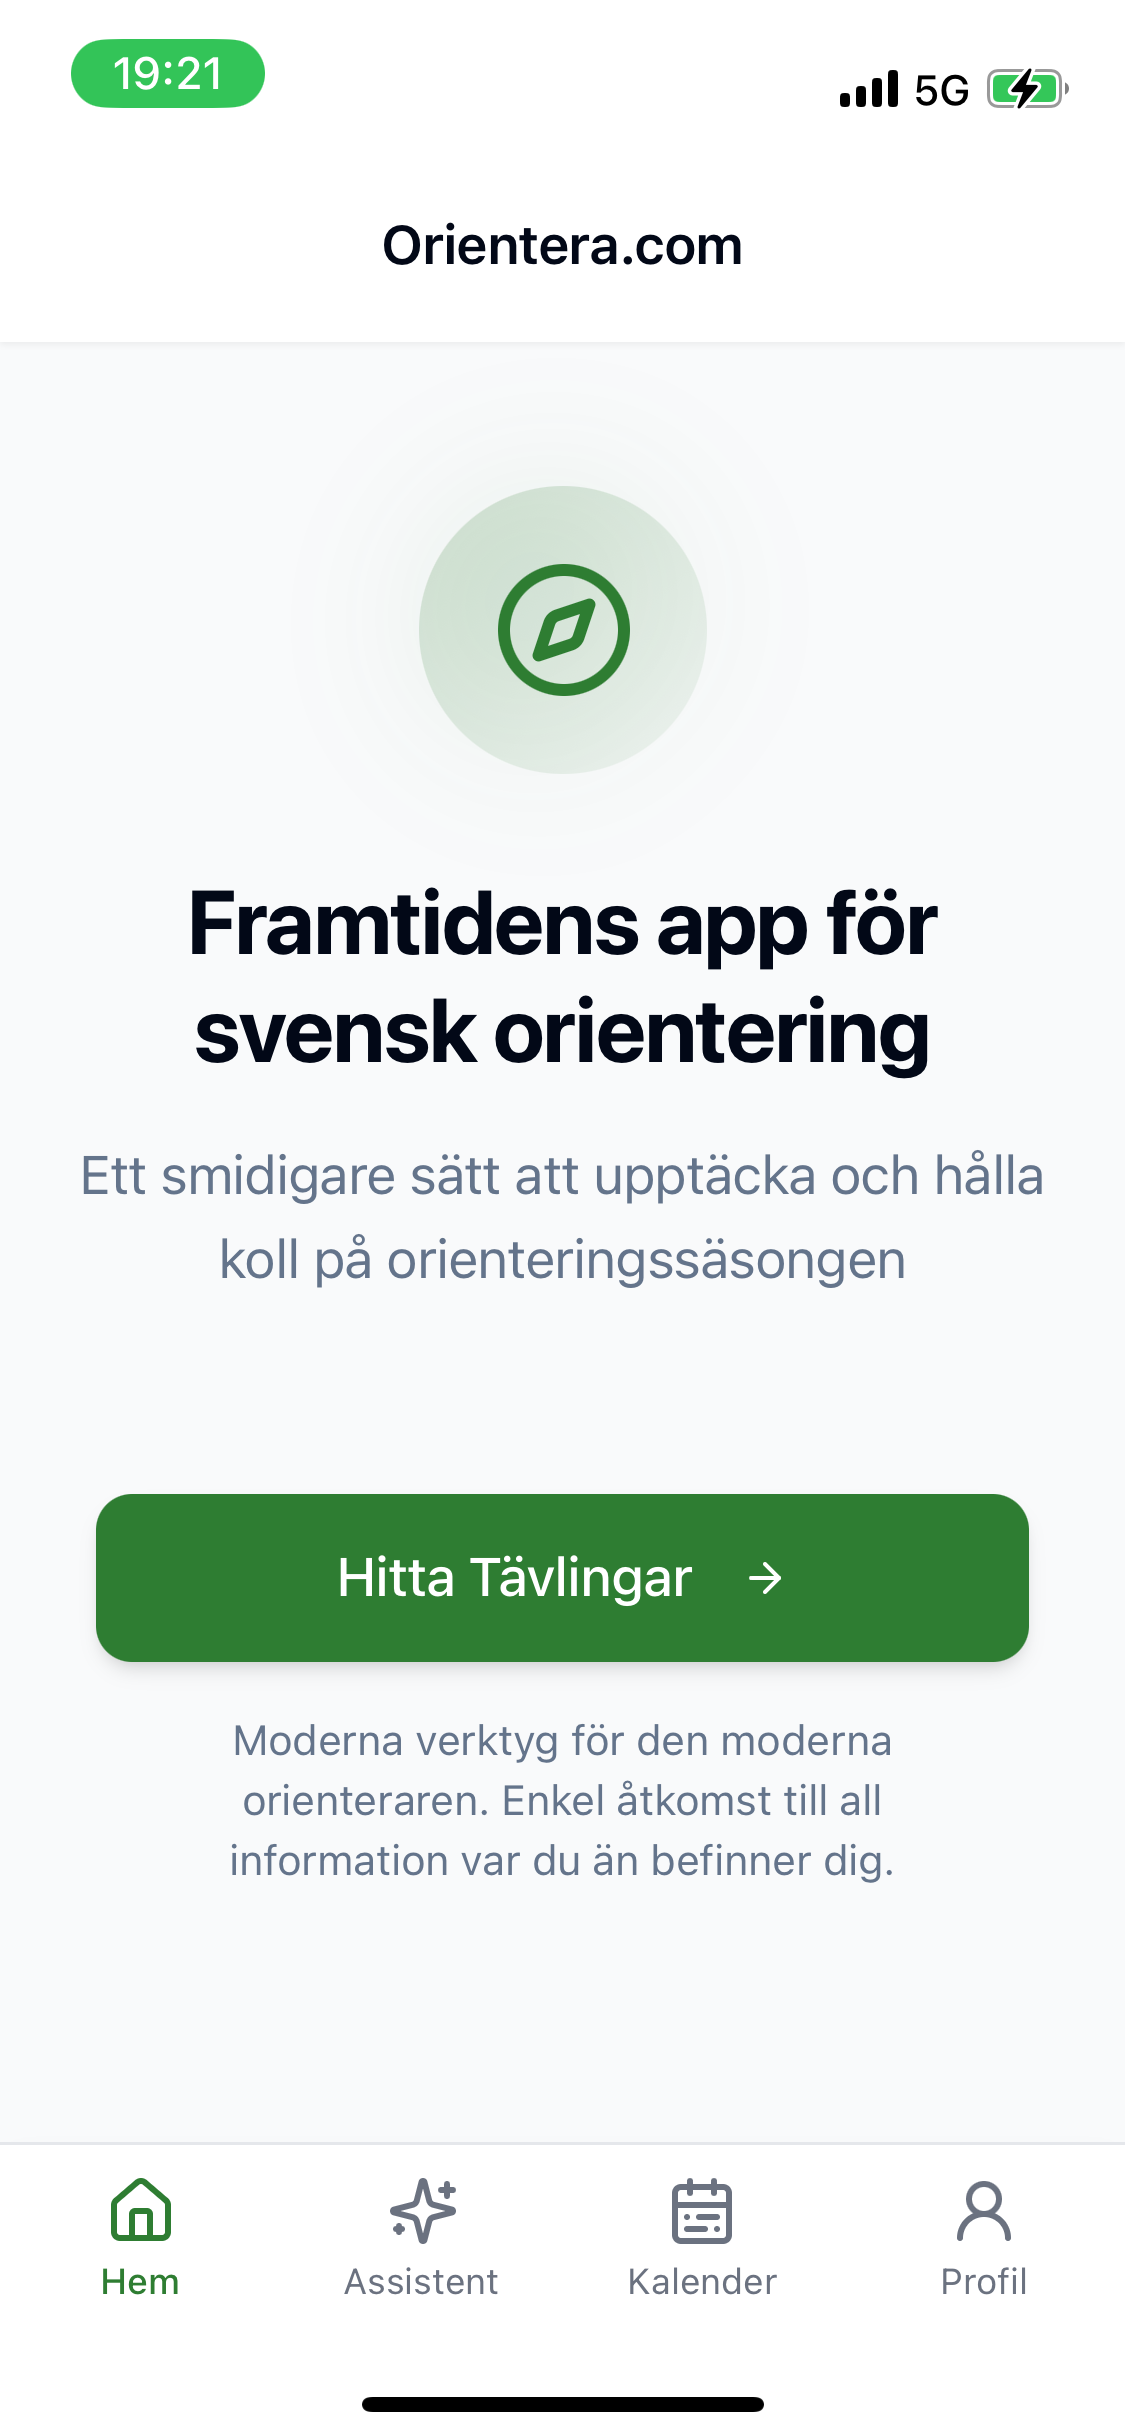 19:21
5G
Orientera.com
Framtidens app för
svensk orientering
Ett smidigare sätt att upptäcka och hålla
koll på orienteringssäsongen
Hitta Tävlingar
Moderna verktyg för den moderna
orienteraren. Enkel åtkomst till all
information var du än befinner dig.
Hem
Assistent
Kalender
Profil